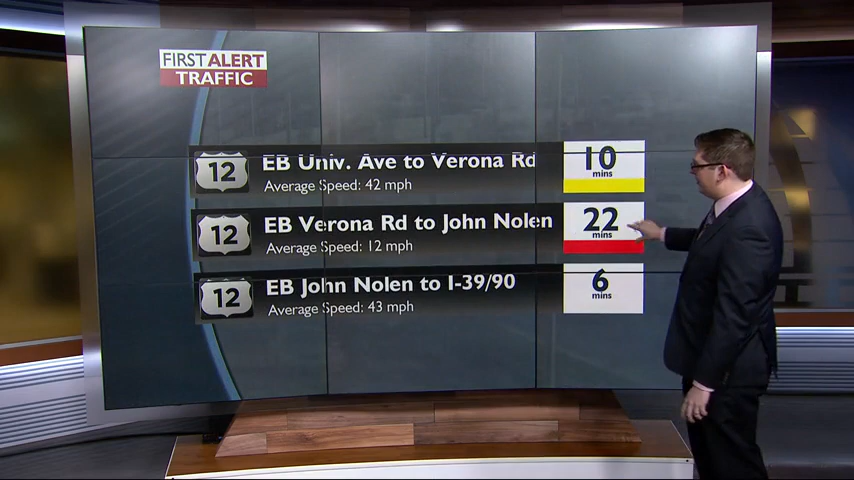 FIRST ALERT
TRAFFIC
12
EB Univ. Ave to Verona Rd
Average Speed: 42 mph
10
mins
12
EB Verona Rd to John Nolen
Average Speed: 12 mph
22
mins
12
EB John Nolen to I-39/90
Average Speed: 43 mph
6
mins